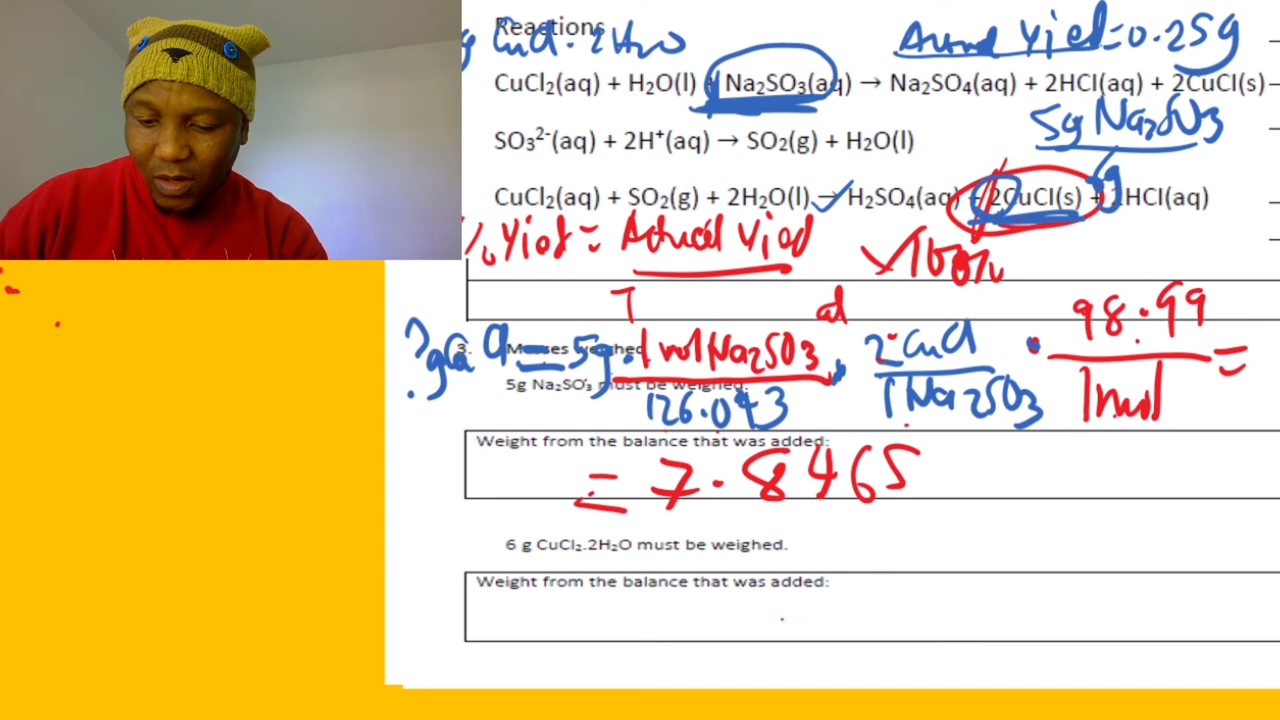 Reactions
CuCl. 2H₂O
Actual Yield=0.25g
CuCl₂(aq) + H₂O(l) + Na₂SO₃(aq) → Na₂SO₄(aq) + 2HCl(aq) + 2CuCl(s)
5g Na₂SO₃
SO₃²⁻(aq) + 2H⁺(aq) → SO₂(g) + H₂O(l)
CuCl₂(aq) + SO₂(g) + 2H₂O(l) → H₂SO₄(aq) + 2CuCl(s) + 2HCl(aq)
% Yield = Actual Yield × 100%
T al
?g CuCl = 5g · 1 mol Na₂SO₃ · 2 CuCl · 98.99 =
126.043 1 Na₂SO₃ 1 mol
3. Masses weighed
5g Na₂SO₃ must be weighed.
Weight from the balance that was added:
= 7.8465
6 g CuCl₂.2H₂O must be weighed.
Weight from the balance that was added: